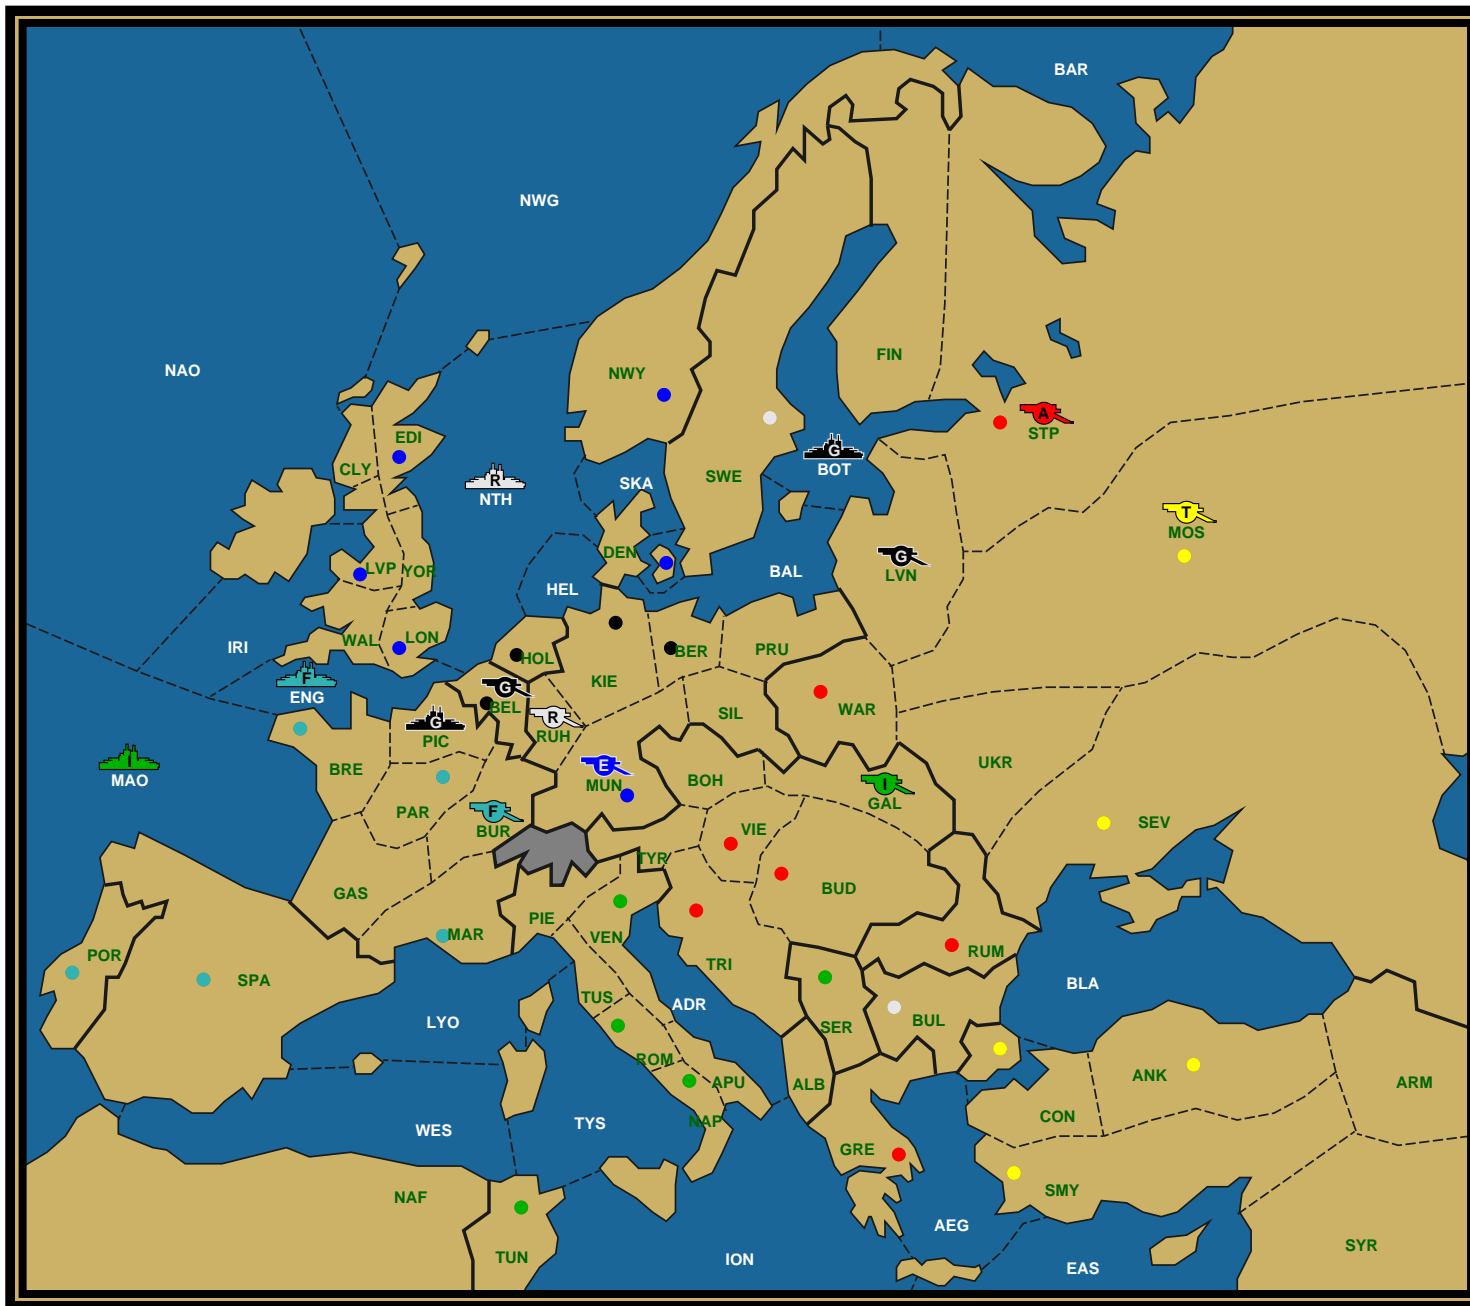 BAR
NWG
NAO
FIN
NWY
A
STP
EDI
G
BOT
CLY
SWE
R
NTH
SKA
T
MOS
DEN
G
LVN
LVP
YOR
BAL
HEL
IRI
WAL
LON
HOL
BER
PRU
F
ENG
KIE
G
BEL
WAR
SIL
G
PIC
R
RUH
I
MAO
BRE
E
MUN
BOH
I
GAL
UKR
PAR
F
BUR
VIE
SEV
TYR
BUD
GAS
PIE
MAR
VEN
POR
SPA
TRI
RUM
BLA
TUS
ADR
LYO
SER
BUL
ROM
APU
ALB
ANK
ARM
CON
NAP
WES
TYS
GRE
SMY
NAF
AEG
TUN
ION
EAS
SYR